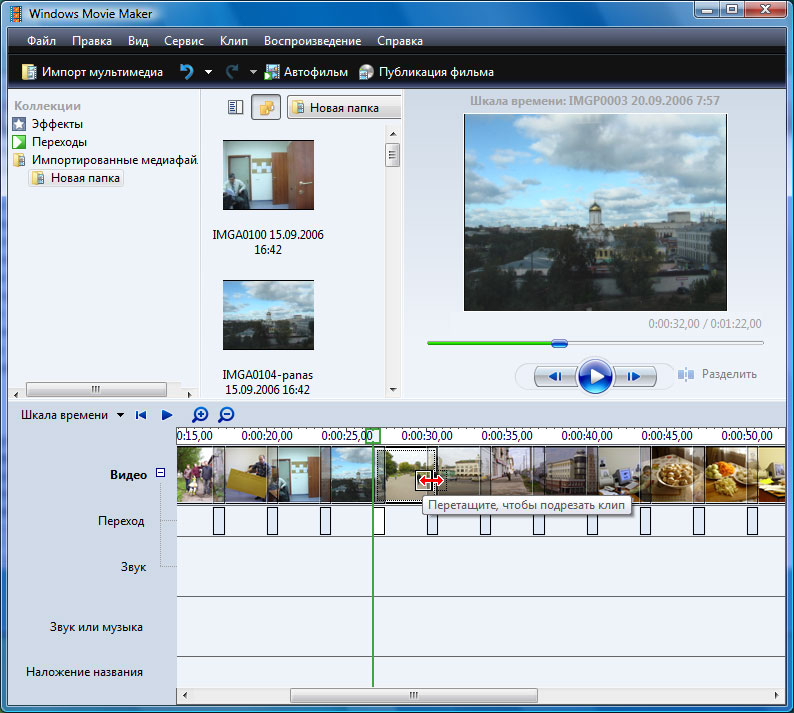 Windows Movie Maker
Файл Правка Вид Сервис Клип Воспроизведение Справка
Импорт мультимедиа Автофильм Публикация фильма
Коллекции
Эффекты
Переходы
Импортированные медиафай
Новая папка
Новая папка
IMGA0100 15.09.2006
16:42
IMGA0104-panas
15.09.2006 16:42
Шкала времени: IMGP0003 20.09.2006 7:57
0:00:32,00 / 0:01:22,00
Разделить
Шкала времени
0:15,00 0:00:20,00 0:00:25,00 0:00:30,00 0:00:35,00 0:00:40,00 0:00:45,00 0:00:50,00
Видео
Перетащите, чтобы подрезать клип
Переход
Звук
Звук или музыка
Наложение названия